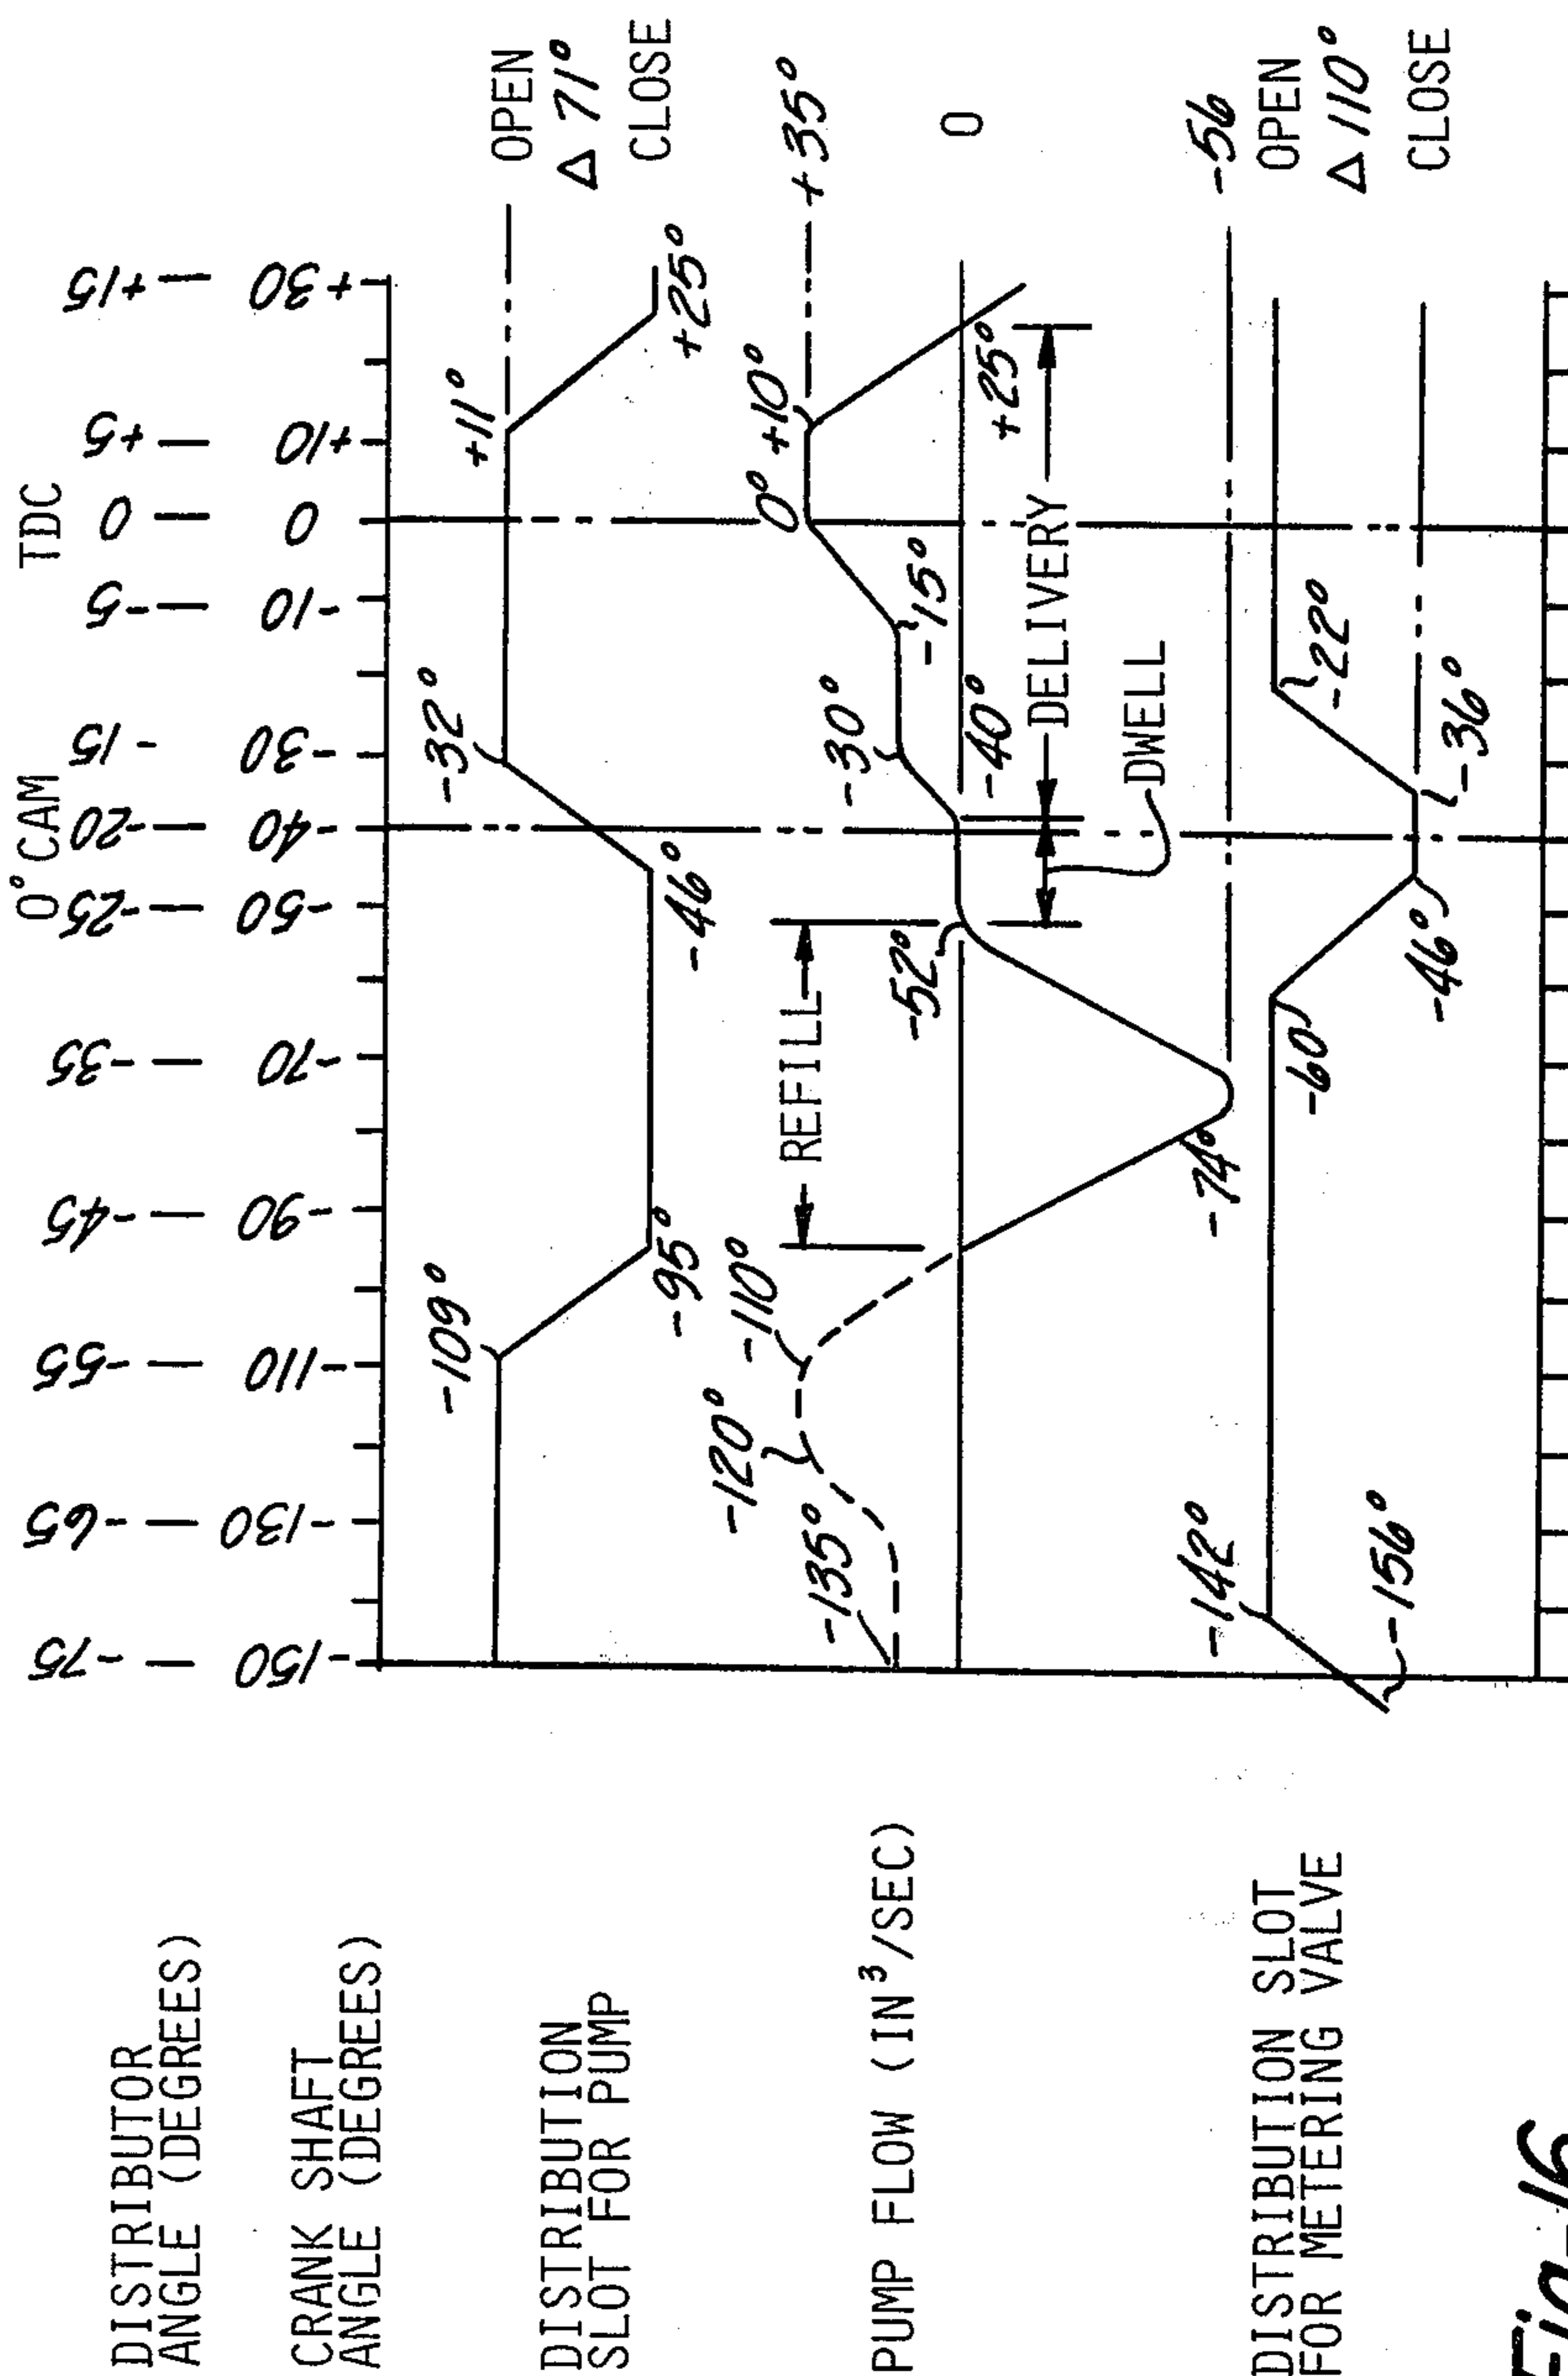 DISTRIBUTOR
ANGLE (DEGREES)
-75 -65 -55 -45 -35 -25 -20 -15 -5 0 +5 +15
0° CAM
TDC
CRANK SHAFT
ANGLE (DEGREES)
-150 -130 -110 -90 -70 -50 -40 -30 -10 0 +10 +30
DISTRIBUTION
SLOT FOR PUMP
-109°
-95°
-46°
-32°
+11°
+25°
OPEN
Δ 71°
CLOSE
PUMP FLOW (IN³/SEC)
-135°
-120°
-110°
REFILL
-74°
-52°
DWELL
-40°
DELIVERY
-30°
-15°
0°
+10°
+25°
+35°
0
-56
DISTRIBUTION SLOT
FOR METERING VALVE
-156°
-142°
-60
-46°
-36°
-22°
OPEN
Δ 110°
CLOSE